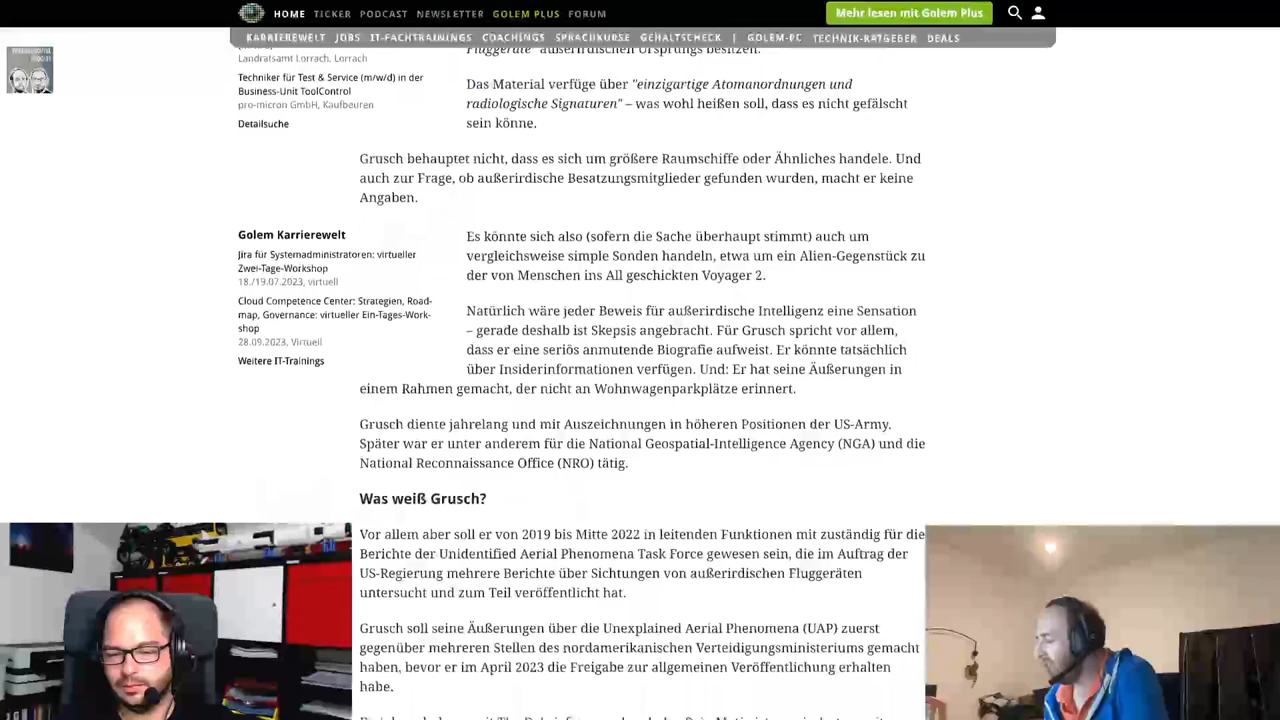 HOME TICKER PODCAST NEWSLETTER GOLEM PLUS FORUM
Mehr lesen mit Golem Plus
KARRIEREWELT JOBS IT-FACHTRAININGS COACHINGS SPRACHKURSE GEHALTSCHECK | GOLEM-PC TECHNIK-RATGEBER DEALS
Landratsamt Lörrach, Lörrach
Techniker für Test & Service (m/w/d) in der
Business-Unit ToolControl
pro-micron GmbH, Kaufbeuren
Detailsuche
Fluggeräte" außerirdischen Ursprungs besitzen.
Das Material verfüge über "einzigartige Atomanordnungen und
radiologische Signaturen" – was wohl heißen soll, dass es nicht gefälscht
sein könne.
Grusch behauptet nicht, dass es sich um größere Raumschiffe oder Ähnliches handele. Und
auch zur Frage, ob außerirdische Besatzungsmitglieder gefunden wurden, macht er keine
Angaben.
Golem Karrierewelt
Jira für Systemadministratoren: virtueller
Zwei-Tage-Workshop
18./19.07.2023, virtuell
Cloud Competence Center: Strategien, Road-
map, Governance: virtueller Ein-Tages-Work-
shop
28.09.2023, Virtuell
Weitere IT-Trainings
Es könnte sich also (sofern die Sache überhaupt stimmt) auch um
vergleichsweise simple Sonden handeln, etwa um ein Alien-Gegenstück zu
der von Menschen ins All geschickten Voyager 2.
Natürlich wäre jeder Beweis für außerirdische Intelligenz eine Sensation
– gerade deshalb ist Skepsis angebracht. Für Grusch spricht vor allem,
dass er eine seriös anmutende Biografie aufweist. Er könnte tatsächlich
über Insiderinformationen verfügen. Und: Er hat seine Äußerungen in
einem Rahmen gemacht, der nicht an Wohnwagenparkplätze erinnert.
Grusch diente jahrelang und mit Auszeichnungen in höheren Positionen der US-Army.
Später war er unter anderem für die National Geospatial-Intelligence Agency (NGA) und die
National Reconnaissance Office (NRO) tätig.
Was weiß Grusch?
Vor allem aber soll er von 2019 bis Mitte 2022 in leitenden Funktionen mit zuständig für die
Berichte der Unidentified Aerial Phenomena Task Force gewesen sein, die im Auftrag der
US-Regierung mehrere Berichte über Sichtungen von außerirdischen Fluggeräten
untersucht und zum Teil veröffentlicht hat.
Grusch soll seine Äußerungen über die Unexplained Aerial Phenomena (UAP) zuerst
gegenüber mehreren Stellen des nordamerikanischen Verteidigungsministeriums gemacht
haben, bevor er im April 2023 die Freigabe zur allgemeinen Veröffentlichung erhalten
habe.